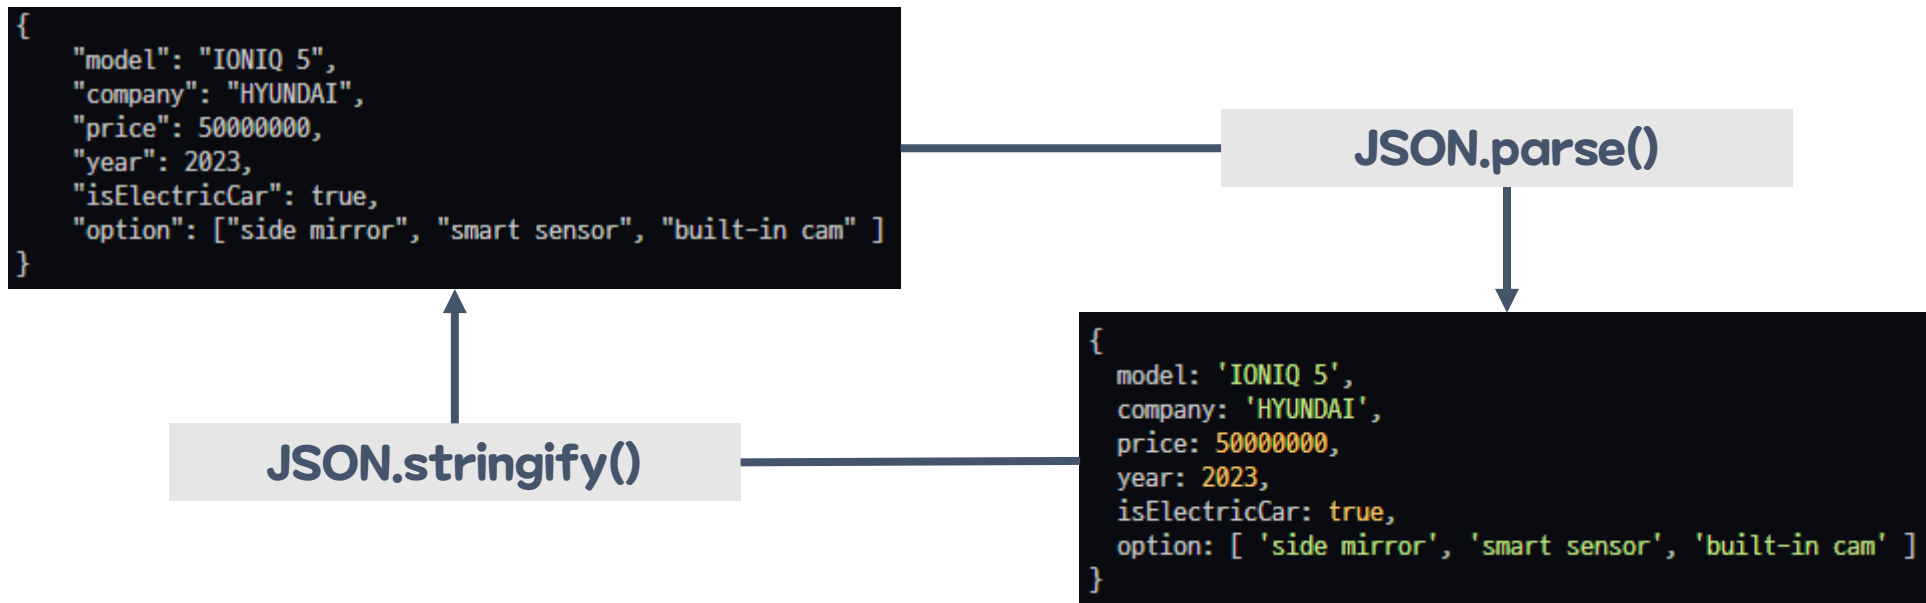 {
    "model": "IONIQ 5",
    "company": "HYUNDAI",
    "price": 50000000,
    "year": 2023,
    "isElectricCar": true,
    "option": ["side mirror", "smart sensor", "built-in cam" ]
}
JSON.parse()
JSON.stringify()
{
  model: 'IONIQ 5',
  company: 'HYUNDAI',
  price: 50000000,
  year: 2023,
  isElectricCar: true,
  option: [ 'side mirror', 'smart sensor', 'built-in cam' ]
}